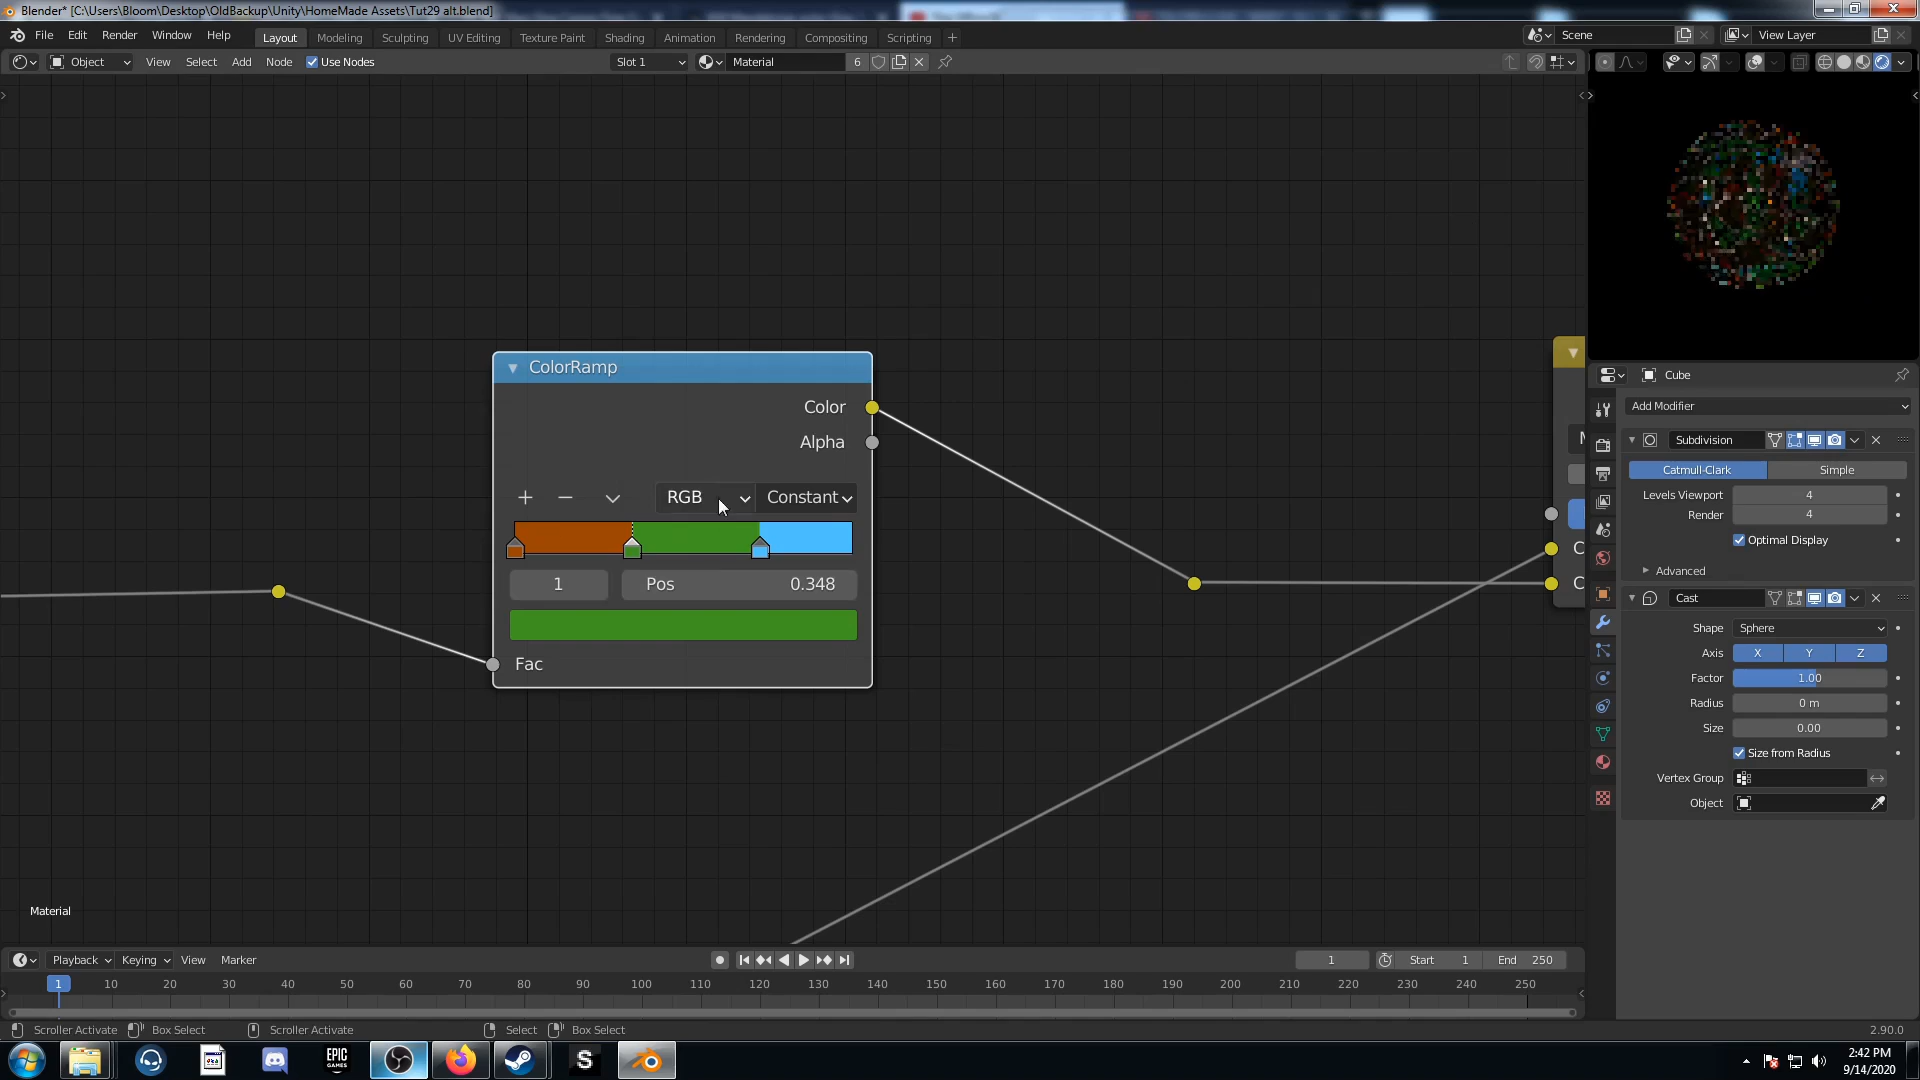 Blender* [C:\Users\Bloom\Desktop\OldBackup\Unity\HomeMade Assets\Tut29 alt.blend]
File Edit Render Window Help Layout Modeling Sculpting UV Editing Texture Paint Shading Animation Rendering Compositing Scripting Scene View Layer
Object View Select Add Node Use Nodes Slot 1 Material 6
ColorRamp
Color
Alpha
RGB Constant
1 Pos 0.348
Fac
Material
Cube
Add Modifier
Subdivision
Catmull-Clark Simple
Levels Viewport 4
Render 4
Optimal Display
Advanced
Cast
Shape Sphere
Axis X Y Z
Factor 1.00
Radius 0 m
Size 0.00
Size from Radius
Vertex Group
Object
Playback Keying View Marker 1 Start 1 End 250
1 10 20 30 40 50 60 70 80 90 100 110 120 130 140 150 160 170 180 190 200 210 220 230 240 250
Scroller Activate Box Select Scroller Activate Select Box Select 2.90.0
EPIC GAMES
S
2:42 PM
9/14/2020